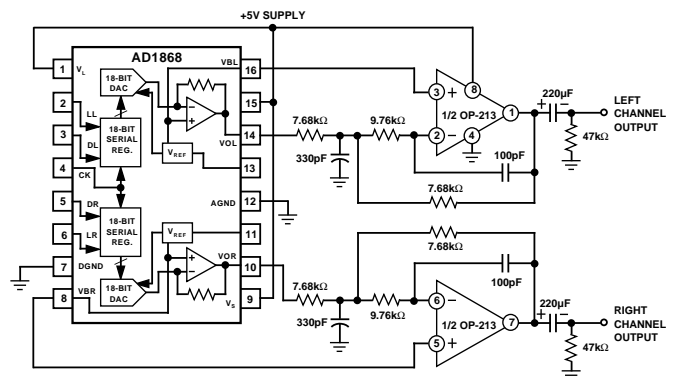 +5V SUPPLY
AD1868
1
VL
2
LL
3
DL
4
CK
5
DR
6
LR
7
DGND
8
VBR
18-BIT
DAC
18-BIT
SERIAL
REG.
18-BIT
SERIAL
REG.
18-BIT
DAC
VREF
VREF
VBL
16
15
VOL
14
13
AGND
12
11
VOR
10
VS
9
7.68kΩ
330pF
9.76kΩ
3
+
2
−
8
1/2 OP-213
1
4
100pF
7.68kΩ
220µF
+
−
47kΩ
LEFT
CHANNEL
OUTPUT
7.68kΩ
330pF
9.76kΩ
7.68kΩ
100pF
6
−
5
+
1/2 OP-213
7
220µF
+
−
47kΩ
RIGHT
CHANNEL
OUTPUT